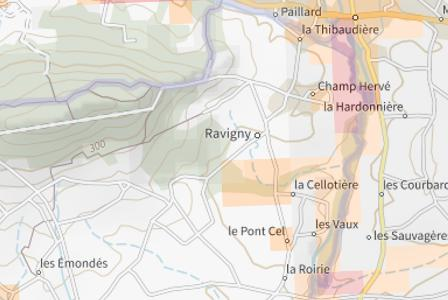 Paillard
la Thibaudière
Champ Hervé
la Hardonnière
Ravigny
300
la Cellotière
les Courbar
le Pont Cel
les Vaux
les Sauvagère
les Émondés
la Roirie